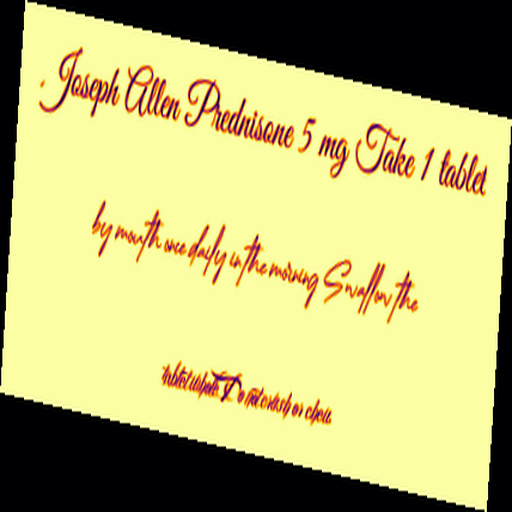 . Joseph Allen Prednisone 5 mg Take 1 tablet
by mouth once daily in the morning Swallow the
tablet whole. Do not crush or chew.